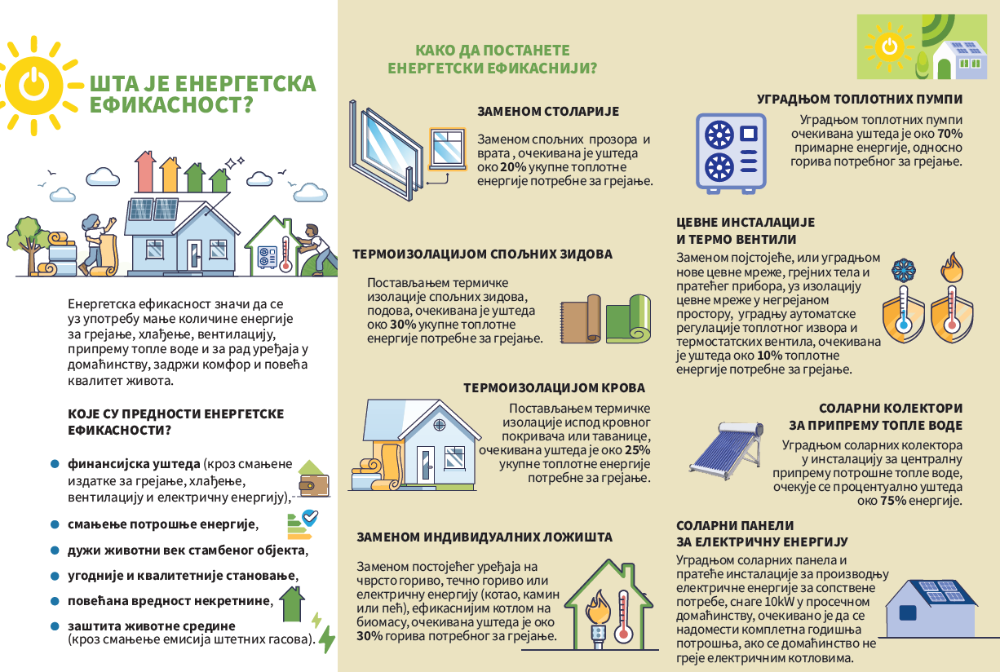 ШТА ЈЕ ЕНЕРГЕТСКА
ЕФИКАСНОСТ?
Енергетска ефикасност значи да се
уз употребу мање количине енергије
за грејање, хлађење, вентилацију,
припрему топле воде и за рад уређаја у
домаћинству, задржи комфор и повећа
квалитет живота.
КОЈЕ СУ ПРЕДНОСТИ ЕНЕРГЕТСКЕ
ЕФИКАСНОСТИ?
● финансијска уштеда (кроз смањене
издатке за грејање, хлађење,
вентилацију и електричну енергију),
● смањење потрошње енергије,
● дужи животни век стамбеног објекта,
● угодније и квалитетније становање,
● повећана вредност некретнине,
● заштита животне средине
(кроз смањење емисија штетних гасова).
КАКО ДА ПОСТАНЕТЕ
ЕНЕРГЕТСКИ ЕФИКАСНИЈИ?
ЗАМЕНОМ СТОЛАРИЈЕ
Заменом спољних прозора и
врата , очекивана је уштеда
око 20% укупне топлотне
енергије потребне за грејање.
ТЕРМОИЗОЛАЦИЈОМ СПОЉНИХ ЗИДОВА
Постављањем термичке
изолације спољних зидова,
подова, очекивана је уштеда
око 30% укупне топлотне
енергије потребне за грејање.
ТЕРМОИЗОЛАЦИЈОМ КРОВА
Постављањем термичке
изолације испод кровног
покривача или таванице,
очекивана уштеда је око 25%
укупне топлотне енергије
потребне за грејање.
ЗАМЕНОМ ИНДИВИДУАЛНИХ ЛОЖИШТА
Заменом постојећег уређаја на
чврсто гориво, течно гориво или
електричну енергију (котао, камин
или пећ), ефикаснијим котлом на
биомасу, очекивана уштеда је око
30% горива потребног за грејање.
УГРАДЊОМ ТОПЛОТНИХ ПУМПИ
Уградњом топлотних пумпи
очекивана уштеда је око 70%
примарне енергије, односно
горива потребног за грејање.
ЦЕВНЕ ИНСТАЛАЦИЈЕ
И ТЕРМО ВЕНТИЛИ
Заменом појстојеће, или уградњом
нове цевне мреже, грејних тела и
пратећег прибора, уз изолацију
цевне мреже у негрејаном
простору, уградњу аутоматске
регулације топлотног извора и
термостатских вентила, очекивана
је уштеда око 10% топлотне
енергије потребне за грејање.
СОЛАРНИ КОЛЕКТОРИ
ЗА ПРИПРЕМУ ТОПЛЕ ВОДЕ
Уградњом соларних колектора
у инсталацију за централну
припрему потрошне топле воде,
очекује се процентуално уштеда
око 75% енергије.
СОЛАРНИ ПАНЕЛИ
ЗА ЕЛЕКТРИЧНУ ЕНЕРГИЈУ
Уградњом соларних панела и
пратеће инсталације за производњу
електричне енергије за сопствене
потребе, снаге 10kW у просечном
домаћинству, очекивано је да се
надомести комплетна годишња
потрошња, ако се домаћинство не
греје електричним котловима.